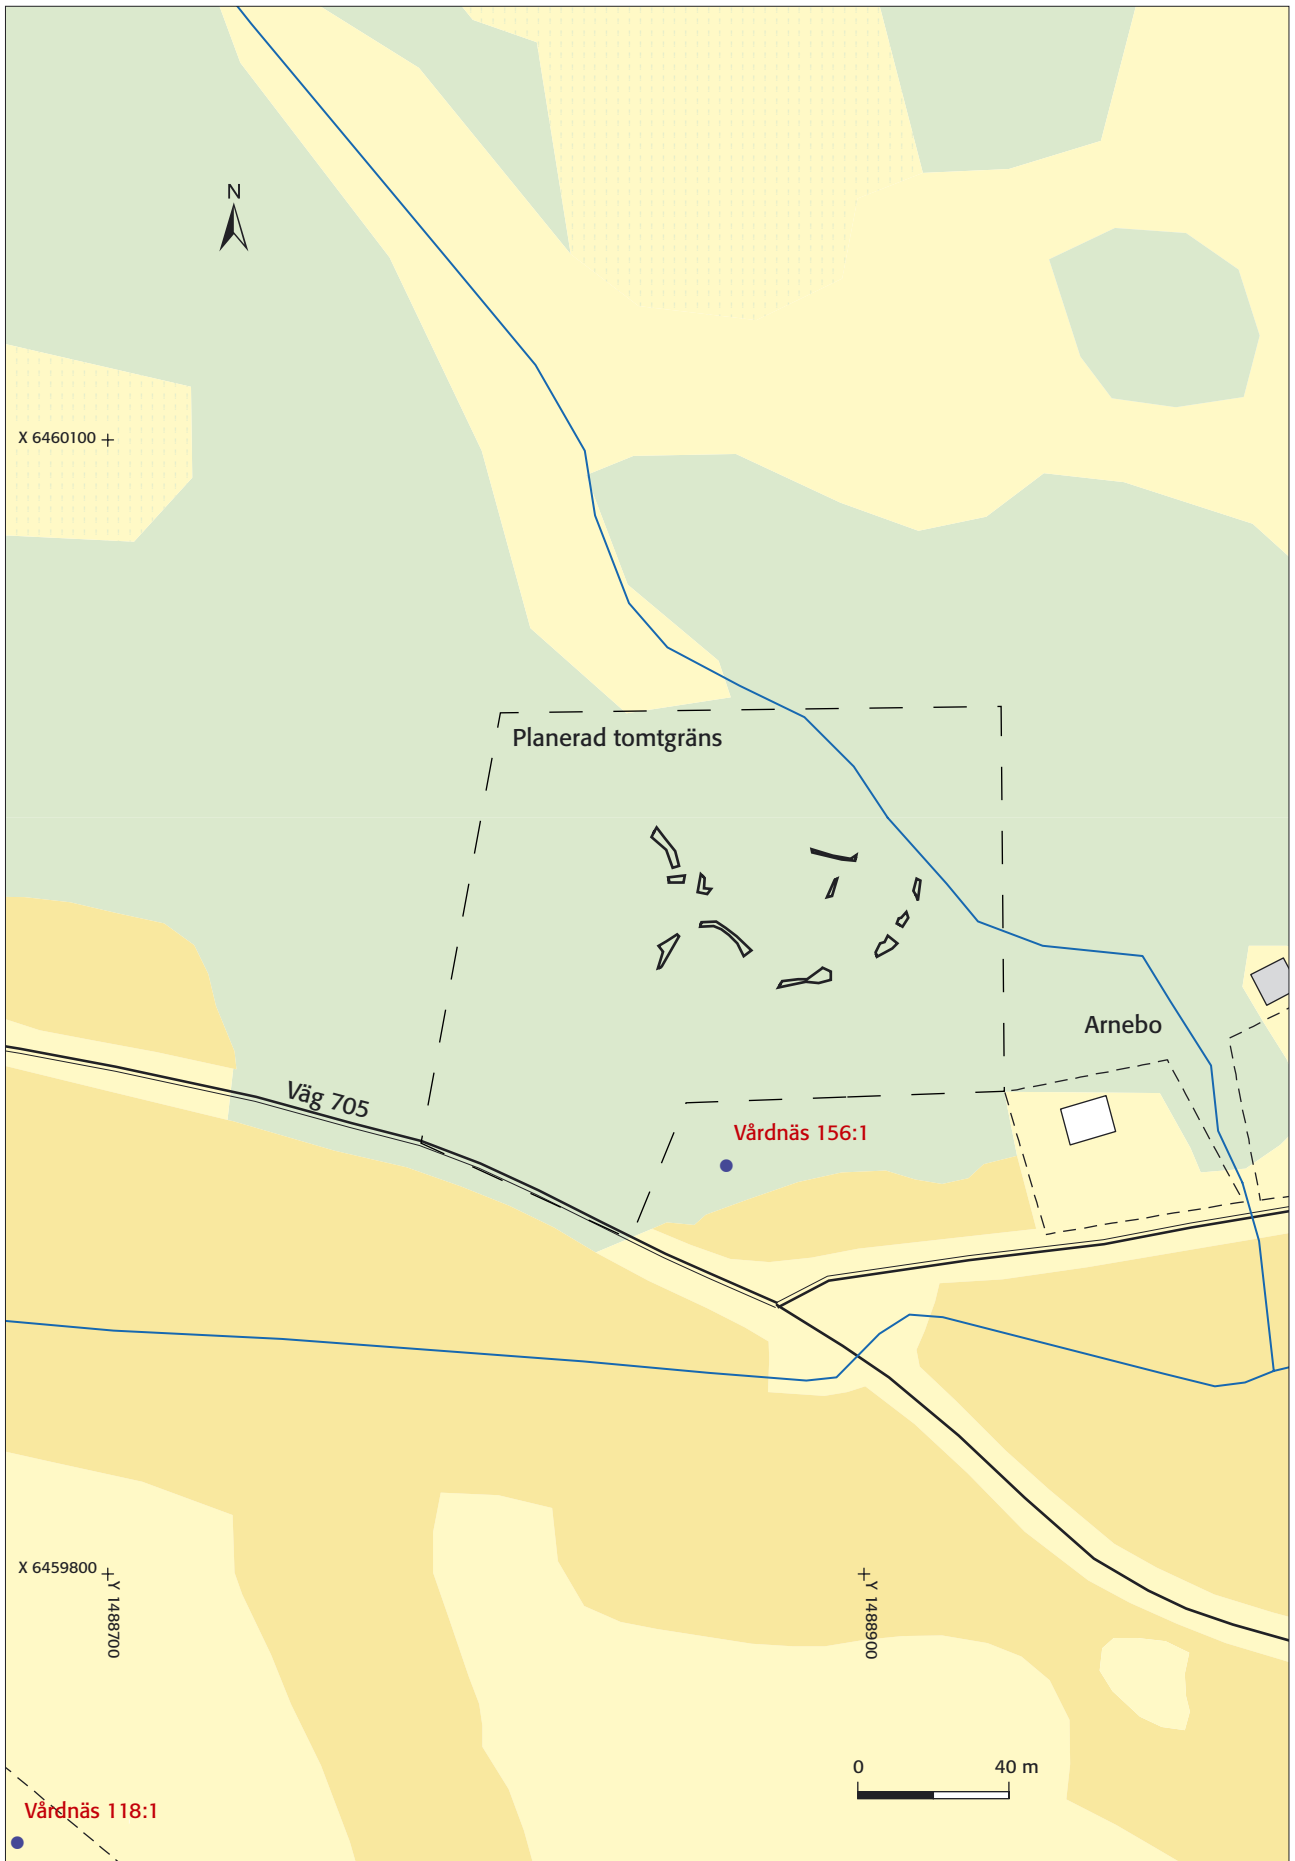 N
X 6460100
Planerad tomtgräns
Arnebo
Väg 705
Vårdnäs 156:1
X 6459800
Y 1488700
Y 1488900
0 40 m
Vårdnäs 118:1